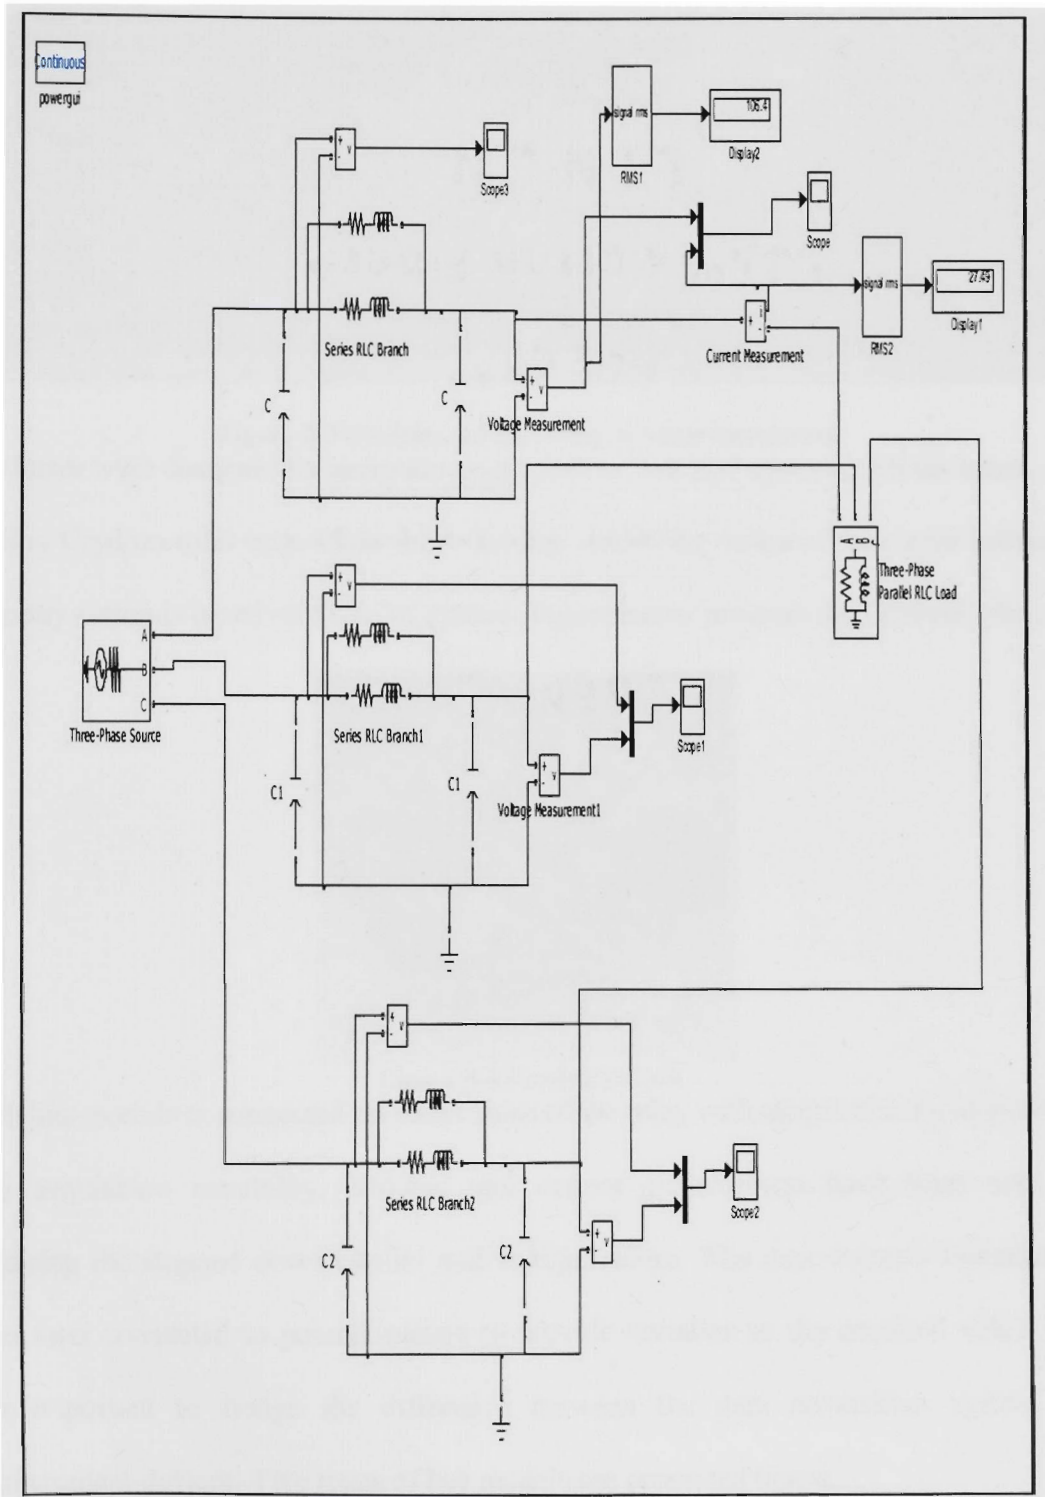 Continuous
powergui
signal rms
106.4
Display2
RMS1
+
-
v
Scope3
Scope
signal rms
27.49
Display1
RMS2
Series RLC Branch
+
i
-
Current Measurement
C
C
+
-
v
Voltage Measurement
A B C
Three-Phase
Parallel RLC Load
+
-
v
A
B
C
Three-Phase Source
Series RLC Branch1
Scope1
C1
C1
+
-
v
Voltage Measurement1
+
-
v
Series RLC Branch2
Scope2
C2
C2
+
-
v